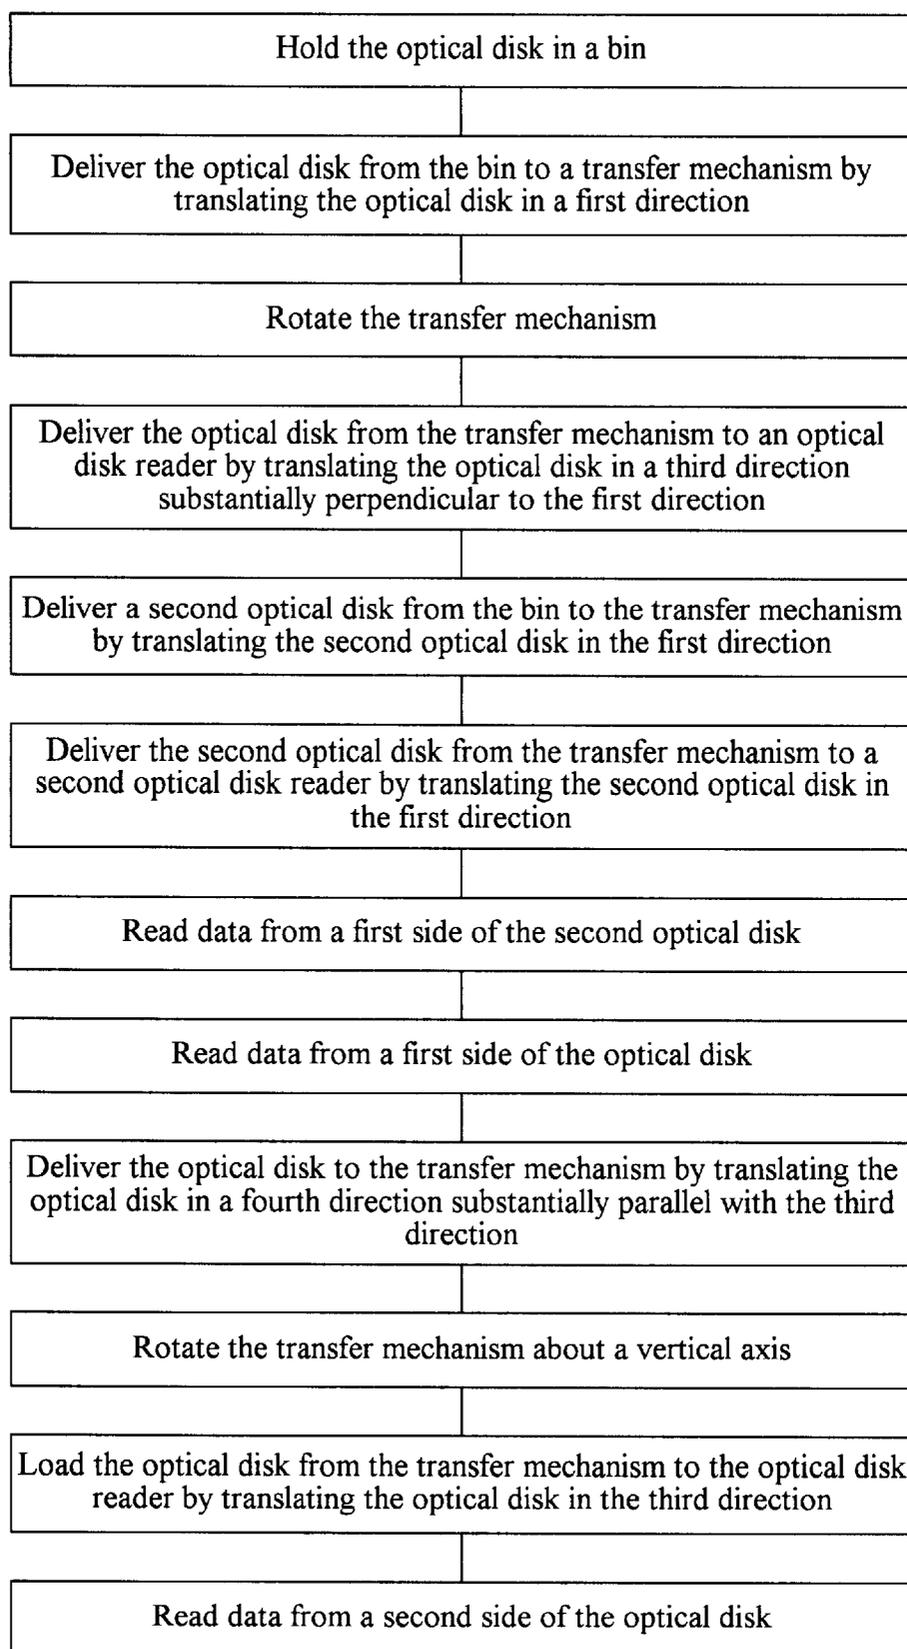 Hold the optical disk in a bin
Deliver the optical disk from the bin to a transfer mechanism by
translating the optical disk in a first direction
Rotate the transfer mechanism
Deliver the optical disk from the transfer mechanism to an optical
disk reader by translating the optical disk in a third direction
substantially perpendicular to the first direction
Deliver a second optical disk from the bin to the transfer mechanism
by translating the second optical disk in the first direction
Deliver the second optical disk from the transfer mechanism to a
second optical disk reader by translating the second optical disk in
the first direction
Read data from a first side of the second optical disk
Read data from a first side of the optical disk
Deliver the optical disk to the transfer mechanism by translating the
optical disk in a fourth direction substantially parallel with the third
direction
Rotate the transfer mechanism about a vertical axis
Load the optical disk from the transfer mechanism to the optical disk
reader by translating the optical disk in the third direction
Read data from a second side of the optical disk